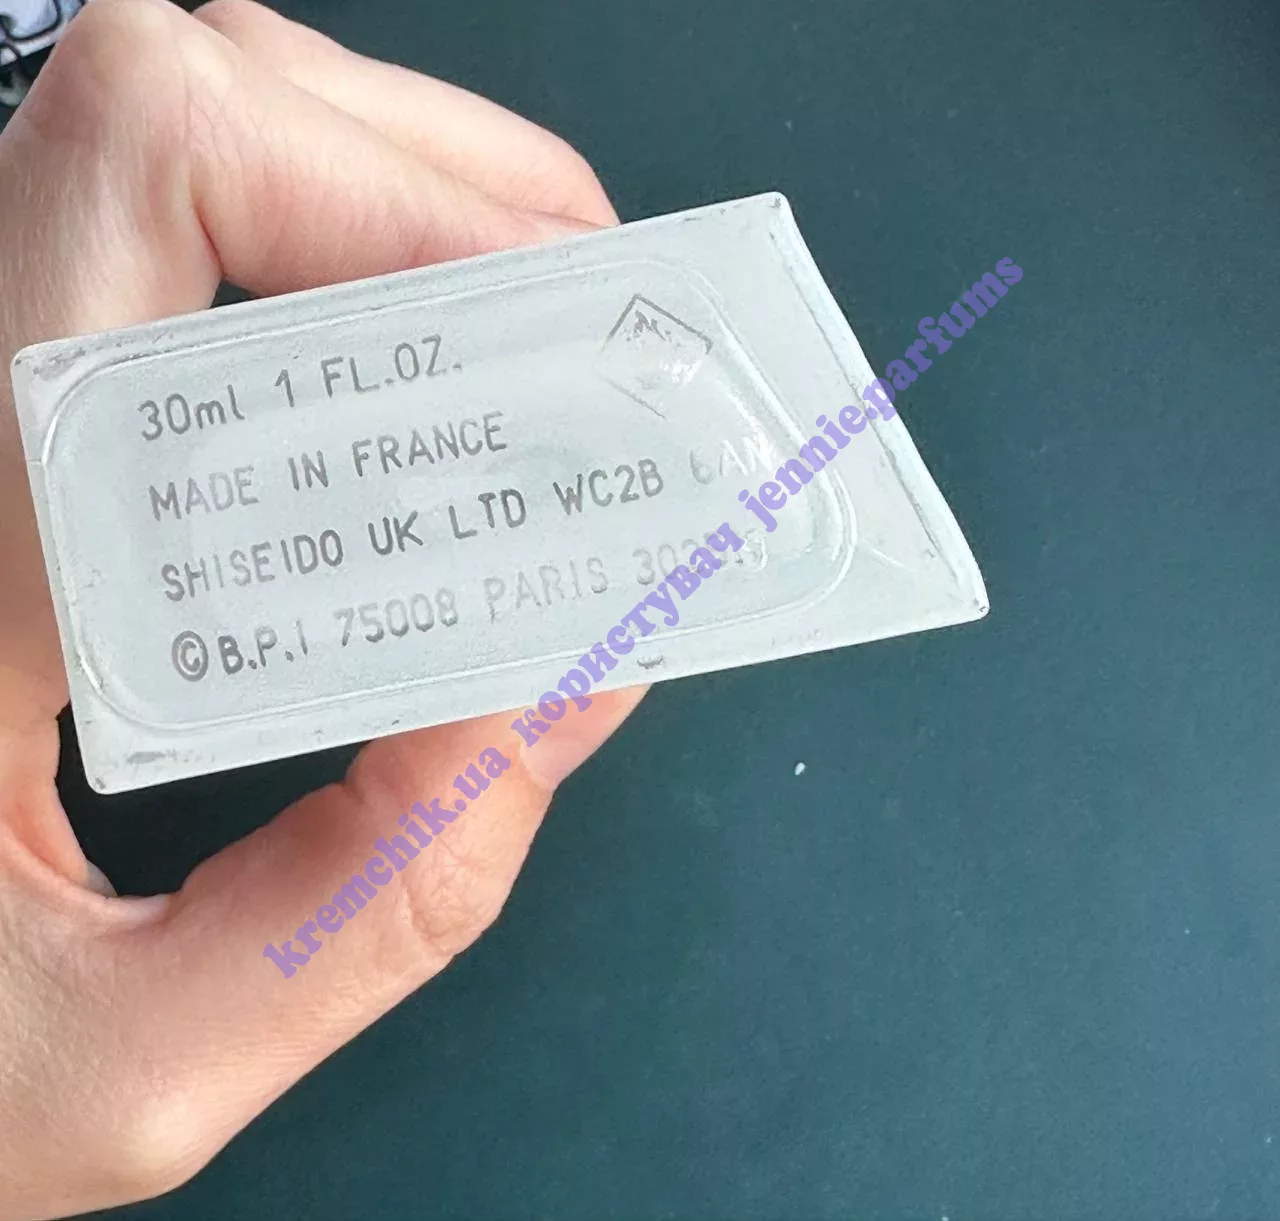 30ml 1 FL.OZ.
MADE IN FRANCE
SHISEIDO UK LTD WC2B
© B.P.I 75008 PARIS
kremchik.ua користувач jennie.parfums